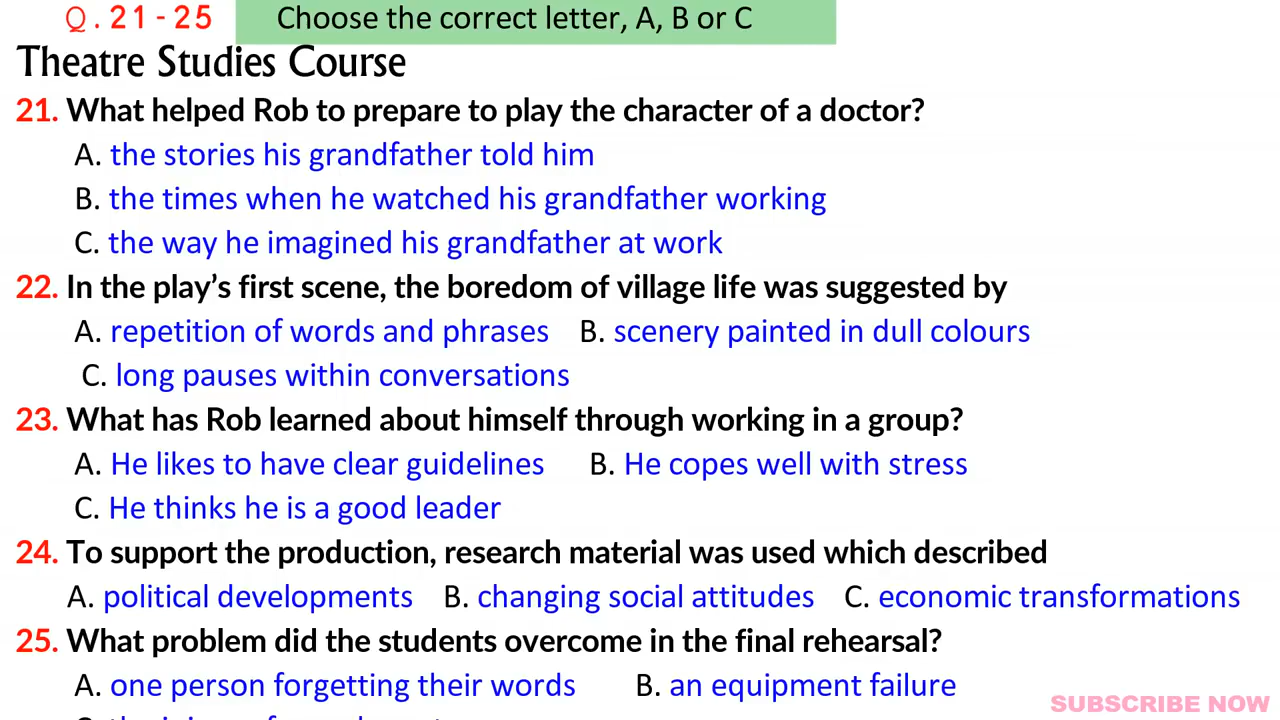 Q.21-25 Choose the correct letter, A, B or C
Theatre Studies Course
21. What helped Rob to prepare to play the character of a doctor?
A. the stories his grandfather told him
B. the times when he watched his grandfather working
C. the way he imagined his grandfather at work
22. In the play's first scene, the boredom of village life was suggested by
A. repetition of words and phrases B. scenery painted in dull colours
C. long pauses within conversations
23. What has Rob learned about himself through working in a group?
A. He likes to have clear guidelines B. He copes well with stress
C. He thinks he is a good leader
24. To support the production, research material was used which described
A. political developments B. changing social attitudes C. economic transformations
25. What problem did the students overcome in the final rehearsal?
A. one person forgetting their words B. an equipment failure
SUBSCRIBE NOW